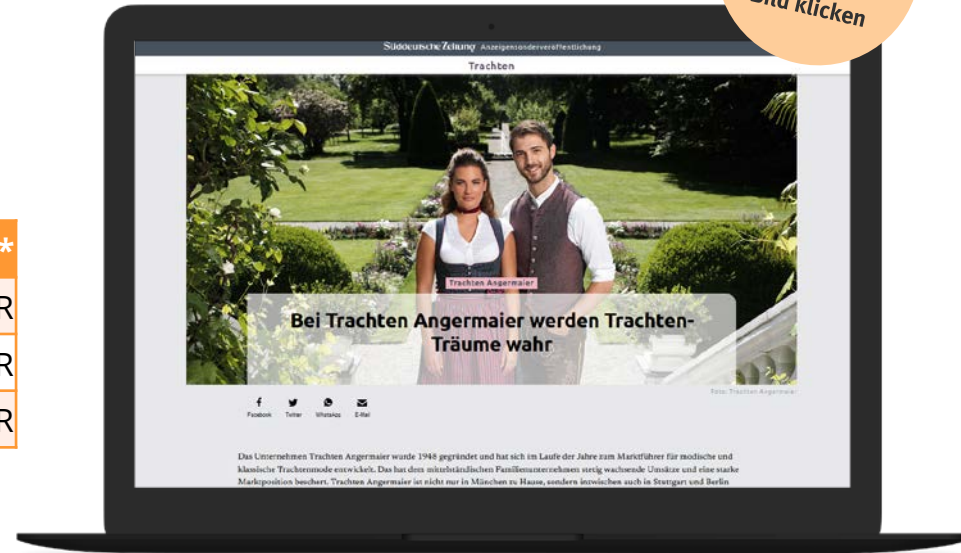 Bild klicken
Süddeutsche Zeitung Anzeigensonderveröffentlichung
Trachten
Trachten Angermaier
Bei Trachten Angermaier werden Trachten-
Träume wahr
Foto: Trachten Angermaier
Facebook Twitter WhatsApp E-Mail
Das Unternehmen Trachten Angermaier wurde 1948 gegründet und hat sich im Laufe der Jahre zum Marktführer für modische und
klassische Trachtenmode entwickelt. Das hat dem mittelständischen Familienunternehmen stetig wachsende Umsätze und eine starke
Marktposition beschert. Trachten Angermaier ist nicht nur in München zu Hause, sondern inzwischen auch in Stuttgart und Berlin
*
R
R
R